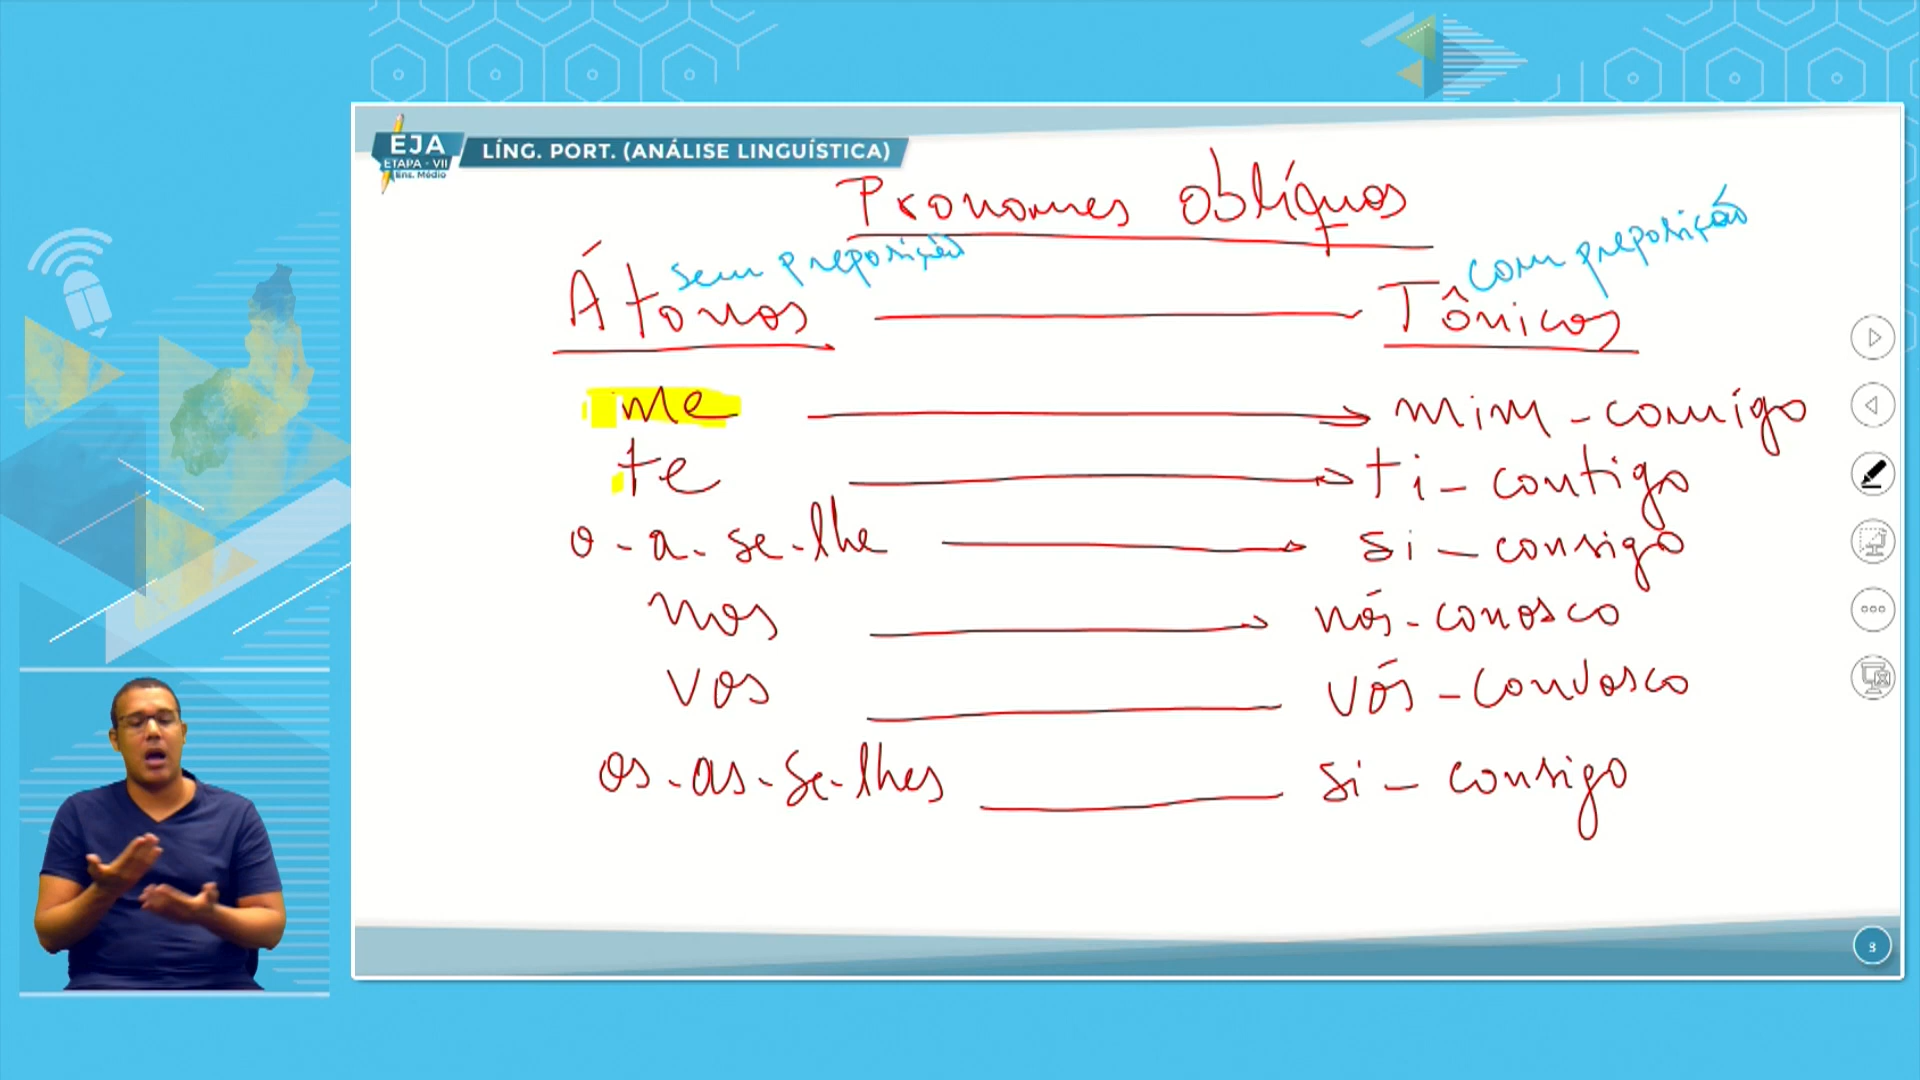 EJA
ETAPA - VII
Ens. Médio
LÍNG. PORT. (ANÁLISE LINGUÍSTICA)
Pronomes oblíquos
Átonos sem preposição Tônicos com preposição
me mim - comigo
te ti - contigo
o - a - se - lhe si - consigo
nos nós - conosco
vos vós - convosco
os - as - se - lhes si - consigo
3